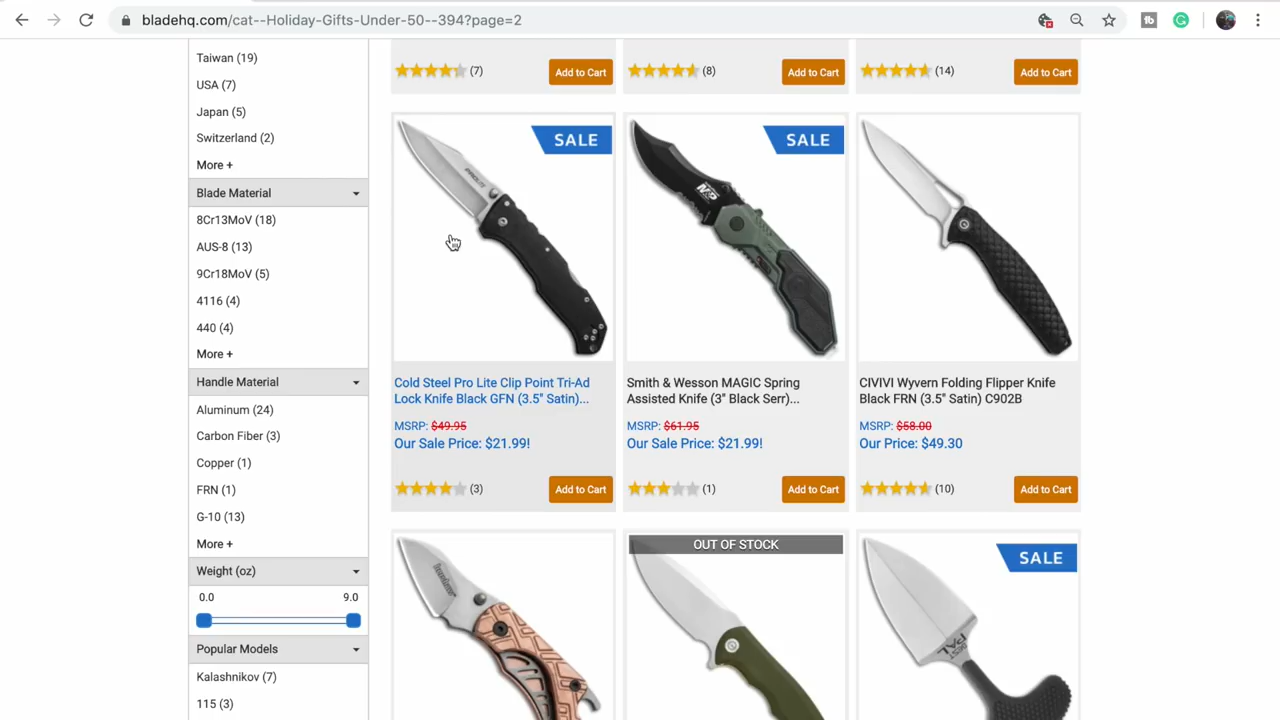 bladehq.com/cat--Holiday-Gifts-Under-50--394?page=2
Taiwan (19)
USA (7)
Japan (5)
Switzerland (2)
More +
Blade Material
8Cr13MoV (18)
AUS-8 (13)
9Cr18MoV (5)
4116 (4)
440 (4)
More +
Handle Material
Aluminum (24)
Carbon Fiber (3)
Copper (1)
FRN (1)
G-10 (13)
More +
Weight (oz)
0.0 9.0
Popular Models
Kalashnikov (7)
115 (3)
(7) Add to Cart
(8) Add to Cart
(14) Add to Cart
SALE
Cold Steel Pro Lite Clip Point Tri-Ad
Lock Knife Black GFN (3.5" Satin)...
MSRP: $49.95
Our Sale Price: $21.99!
(3) Add to Cart
SALE
M&P
Smith & Wesson MAGIC Spring
Assisted Knife (3" Black Serr)...
MSRP: $61.95
Our Sale Price: $21.99!
(1) Add to Cart
CIVIVI Wyvern Folding Flipper Knife
Black FRN (3.5" Satin) C902B
MSRP: $58.00
Our Price: $49.30
(10) Add to Cart
OUT OF STOCK
SALE
BEST
PAL